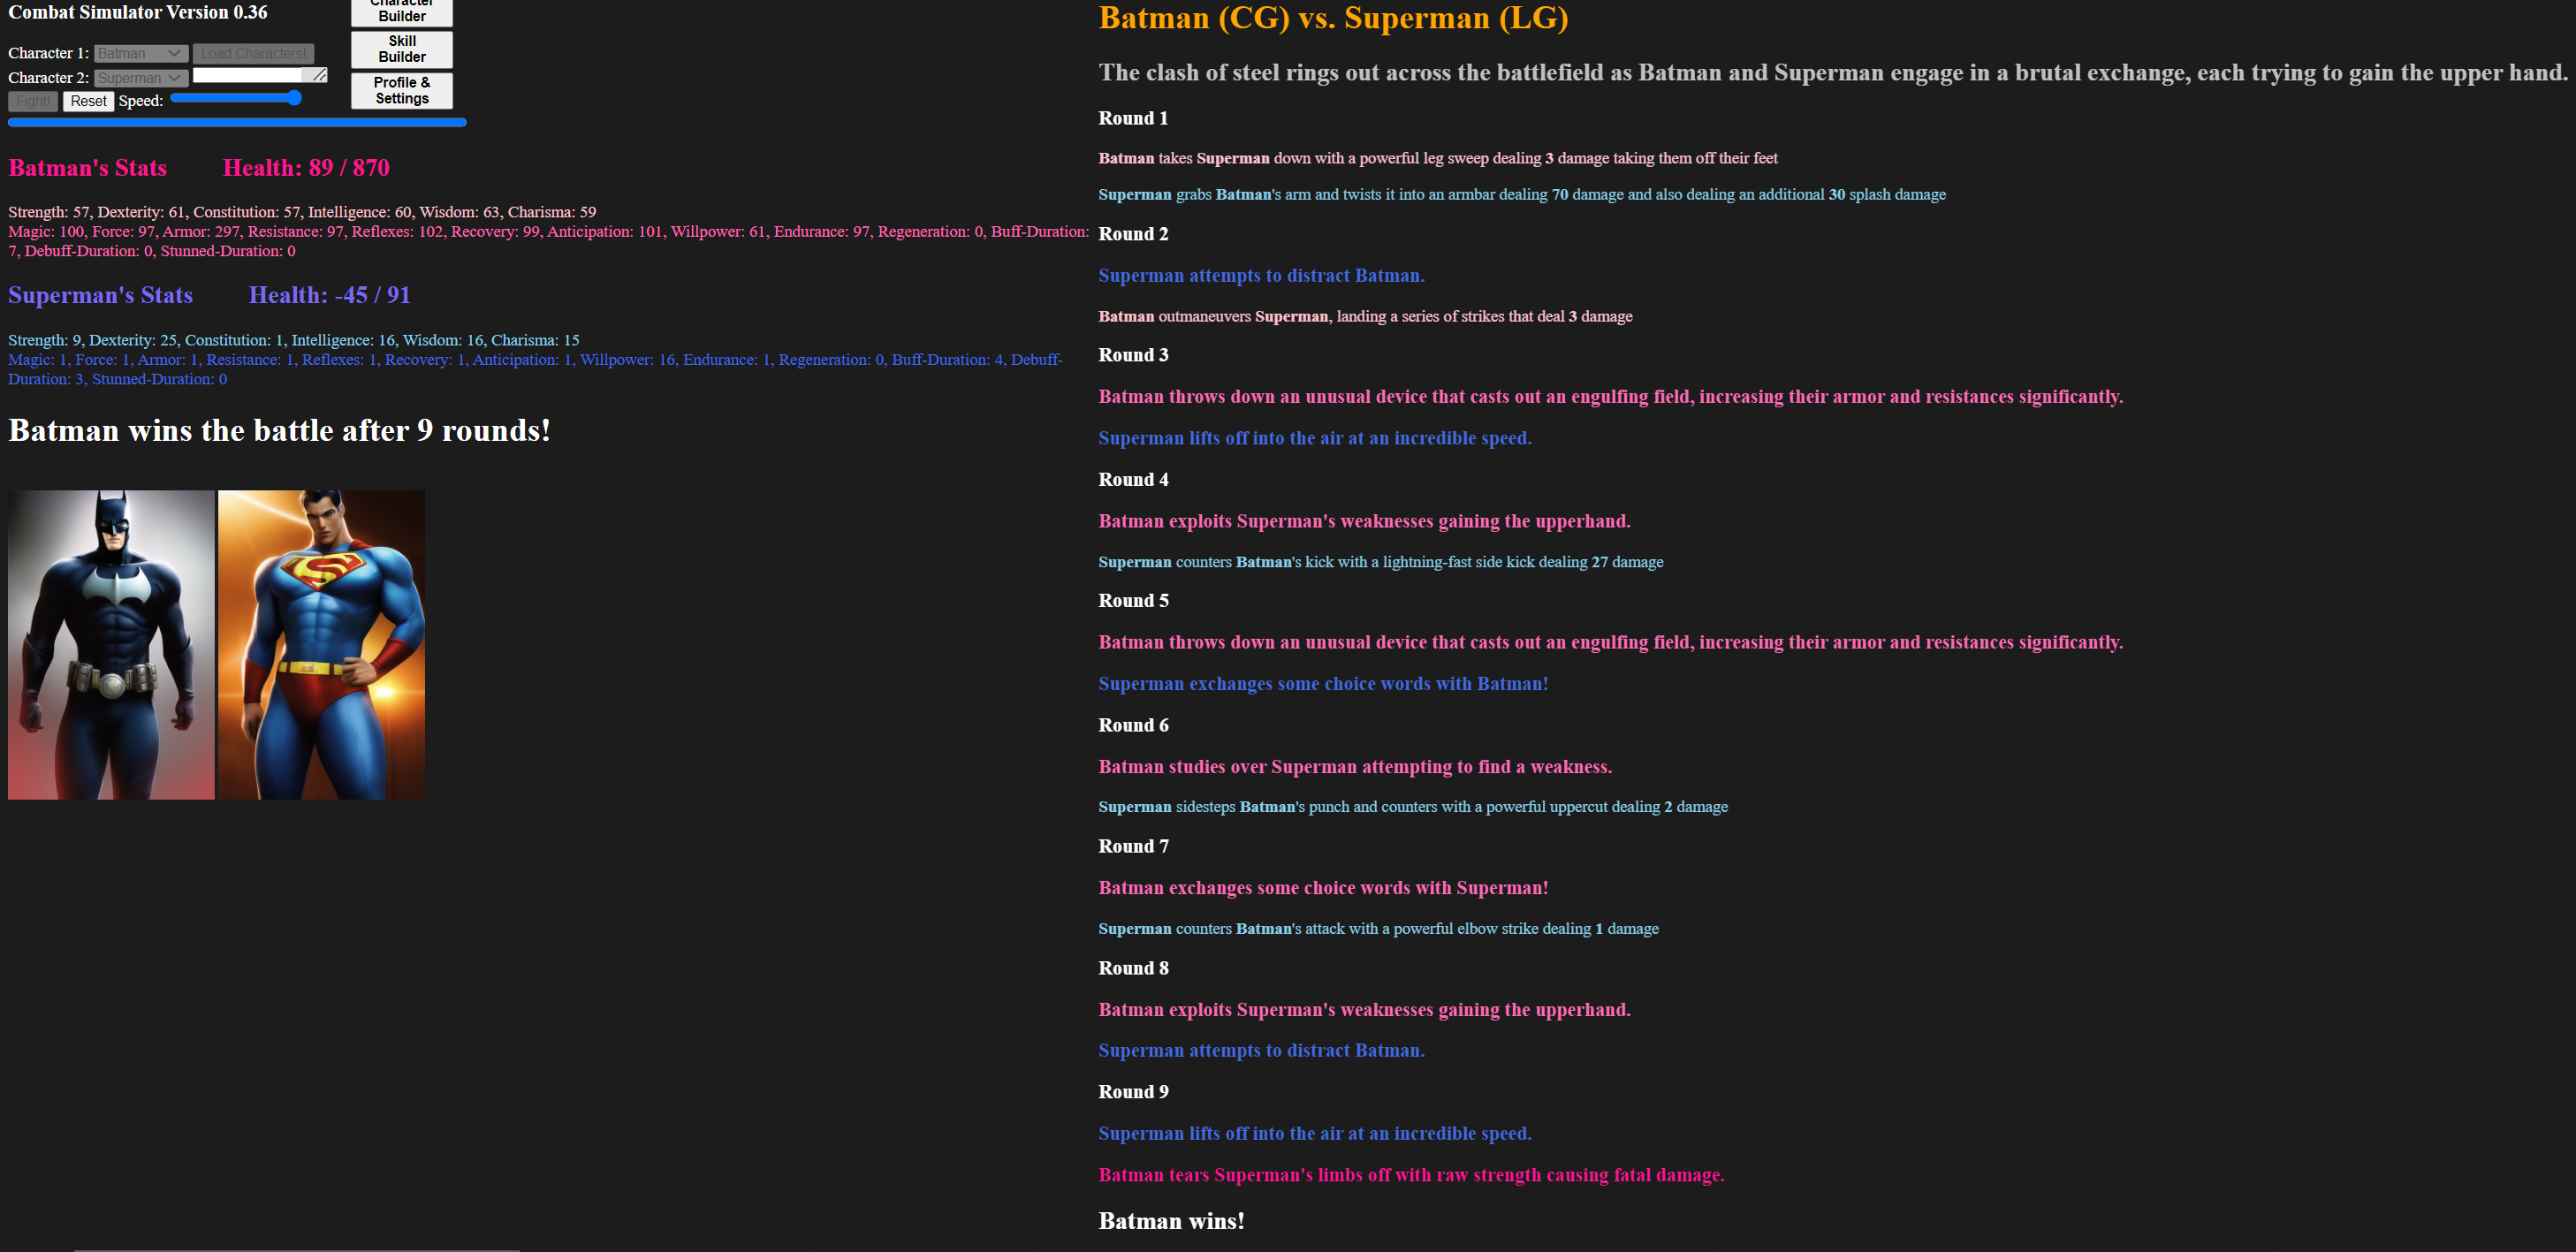 Combat Simulator Version 0.36
Character Builder
Skill Builder
Profile & Settings
Character 1: Batman Load Characters!
Character 2: Superman
Fight! Reset Speed:
Batman's Stats Health: 89 / 870
Strength: 57, Dexterity: 61, Constitution: 57, Intelligence: 60, Wisdom: 63, Charisma: 59
Magic: 100, Force: 97, Armor: 297, Resistance: 97, Reflexes: 102, Recovery: 99, Anticipation: 101, Willpower: 61, Endurance: 97, Regeneration: 0, Buff-Duration:
7, Debuff-Duration: 0, Stunned-Duration: 0
Superman's Stats Health: -45 / 91
Strength: 9, Dexterity: 25, Constitution: 1, Intelligence: 16, Wisdom: 16, Charisma: 15
Magic: 1, Force: 1, Armor: 1, Resistance: 1, Reflexes: 1, Recovery: 1, Anticipation: 1, Willpower: 16, Endurance: 1, Regeneration: 0, Buff-Duration: 4, Debuff-
Duration: 3, Stunned-Duration: 0
Batman wins the battle after 9 rounds!
S
Batman (CG) vs. Superman (LG)
The clash of steel rings out across the battlefield as Batman and Superman engage in a brutal exchange, each trying to gain the upper hand.
Round 1
Batman takes Superman down with a powerful leg sweep dealing 3 damage taking them off their feet
Superman grabs Batman's arm and twists it into an armbar dealing 70 damage and also dealing an additional 30 splash damage
Round 2
Superman attempts to distract Batman.
Batman outmaneuvers Superman, landing a series of strikes that deal 3 damage
Round 3
Batman throws down an unusual device that casts out an engulfing field, increasing their armor and resistances significantly.
Superman lifts off into the air at an incredible speed.
Round 4
Batman exploits Superman's weaknesses gaining the upperhand.
Superman counters Batman's kick with a lightning-fast side kick dealing 27 damage
Round 5
Batman throws down an unusual device that casts out an engulfing field, increasing their armor and resistances significantly.
Superman exchanges some choice words with Batman!
Round 6
Batman studies over Superman attempting to find a weakness.
Superman sidesteps Batman's punch and counters with a powerful uppercut dealing 2 damage
Round 7
Batman exchanges some choice words with Superman!
Superman counters Batman's attack with a powerful elbow strike dealing 1 damage
Round 8
Batman exploits Superman's weaknesses gaining the upperhand.
Superman attempts to distract Batman.
Round 9
Superman lifts off into the air at an incredible speed.
Batman tears Superman's limbs off with raw strength causing fatal damage.
Batman wins!